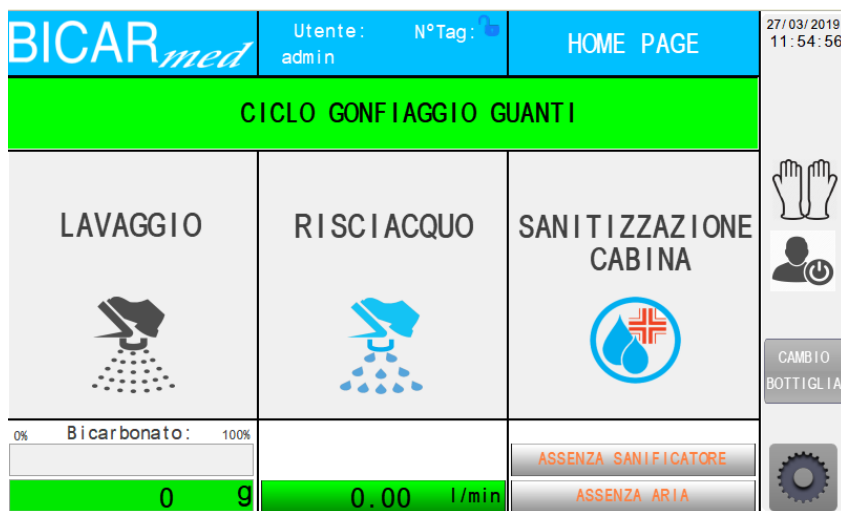 BICARmed
Utente: N°Tag:
admin
HOME PAGE
27/03/2019
11:54:56
CICLO GONFIAGGIO GUANTI
LAVAGGIO
RISCIACQUO
SANITIZZAZIONE
CABINA
CAMBIO
BOTTIGLIA
0% Bicarbonato: 100%
0 g
0.00 l/min
ASSENZA SANIFICATORE
ASSENZA ARIA